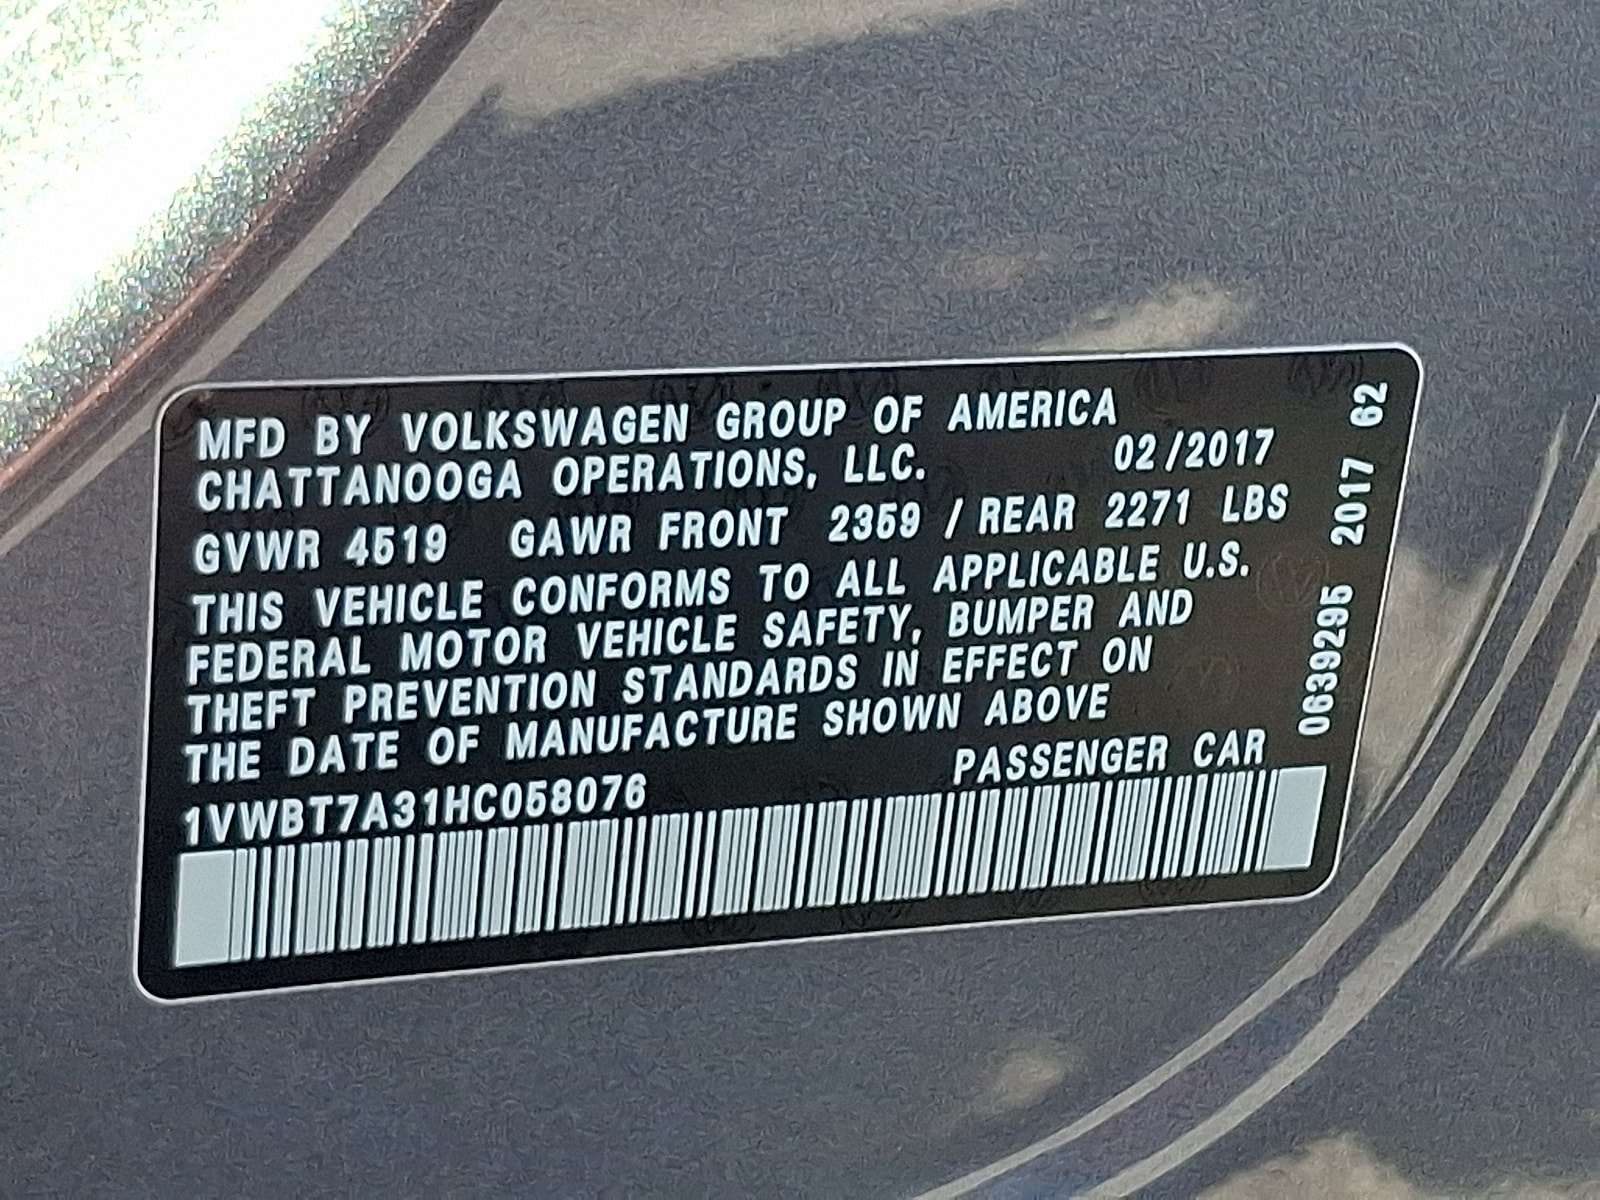 MFD BY VOLKSWAGEN GROUP OF AMERICA
CHATTANOOGA OPERATIONS, LLC. 02/2017
GVWR 4519 GAWR FRONT 2359 / REAR 2271 LBS
THIS VEHICLE CONFORMS TO ALL APPLICABLE U.S.
FEDERAL MOTOR VEHICLE SAFETY, BUMPER AND
THEFT PREVENTION STANDARDS IN EFFECT ON
THE DATE OF MANUFACTURE SHOWN ABOVE
PASSENGER CAR
1VWBT7A31HC058076
0639295 2017 62